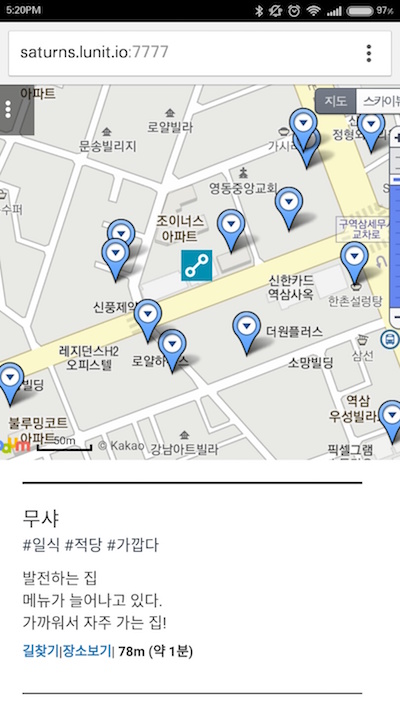 5:20PM
97%
saturns.lunit.io:7777
아파트
로얄빌라
문송빌리지
지도
스카이뷰
가시리
정형외
영동중앙교회
수퍼
조이너스
아파트
구역삼세무서
교차로
신한카드
역삼사옥
한촌설렁탕
신풍제약
더원플러스
레지던스H2
오피스텔
로얄하
소망빌딩
삼선
빌딩
역삼
우성빌라
블루밍코트
아파트
50m
© Kakao
강남아트빌라
픽셀그램
무샤
#일식 #적당 #가깝다
발전하는 집
메뉴가 늘어나고 있다.
가까워서 자주 가는 집!
길찾기|장소보기| 78m (약 1분)